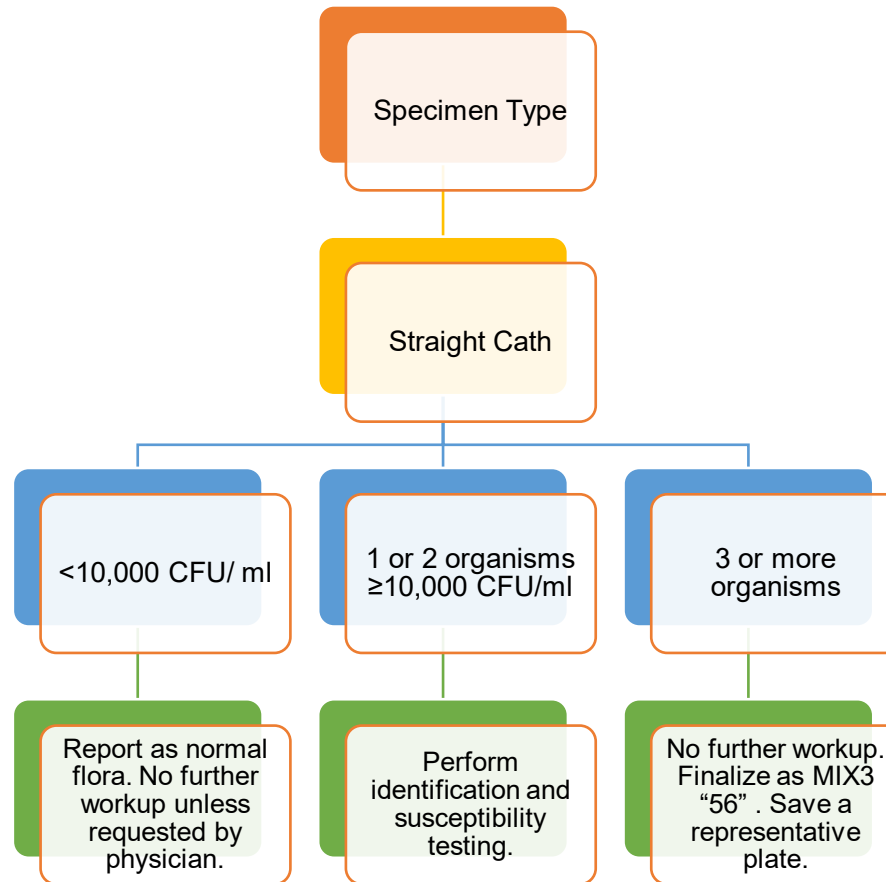 Specimen Type
Straight Cath
<10,000 CFU/ ml
1 or 2 organisms
≥10,000 CFU/ml
3 or more
organisms
Report as normal
flora. No further
workup unless
requested by
physician.
Perform
identification and
susceptibility
testing.
No further workup.
Finalize as MIX3
“56” . Save a
representative
plate.